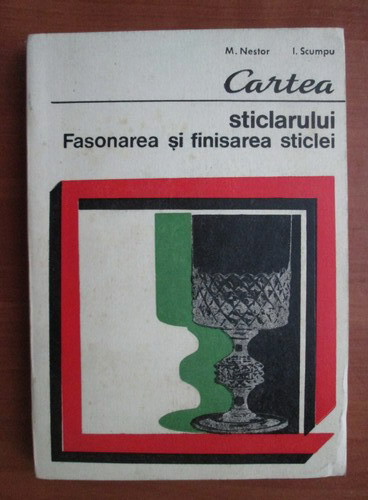 M. Nestor I. Scumpu
Cartea
sticlarului
Fasonarea și finisarea sticlei